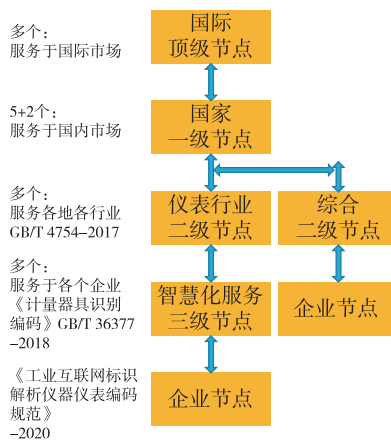 多个：
服务于国际市场
国际
顶级节点
5+2个：
服务于国内市场
国家
一级节点
多个：
服务各地各行业
GB/T 4754–2017
仪表行业
二级节点
综合
二级节点
多个：
服务于各个企业
《计量器具识别
编码》GB/T 36377
–2018
智慧化服务
三级节点
企业节点
《工业互联网标识
解析仪器仪表编码
规范》
–2020
企业节点